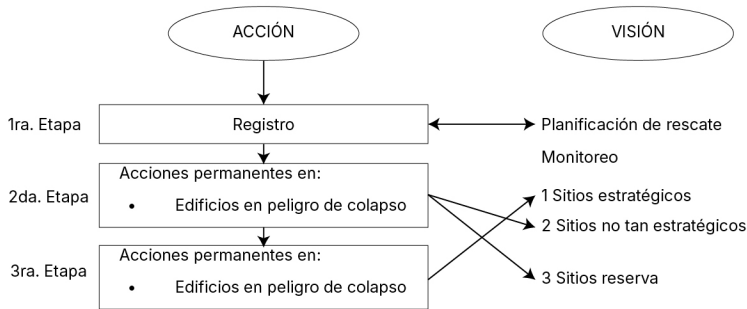 ACCIÓN
VISIÓN
1ra. Etapa
Registro
Planificación de rescate
Monitoreo
2da. Etapa
Acciones permanentes en:
• Edificios en peligro de colapso
1 Sitios estratégicos
2 Sitios no tan estratégicos
3ra. Etapa
Acciones permanentes en:
• Edificios en peligro de colapso
3 Sitios reserva